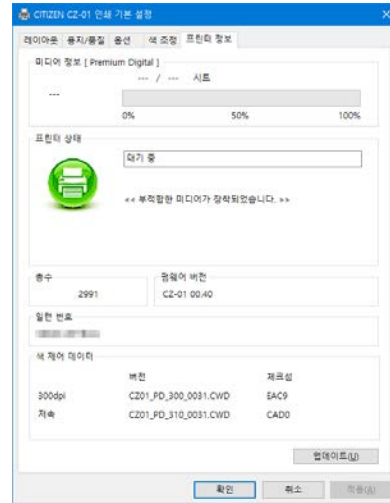 CITIZEN CZ-01 인쇄 기본 설정
레이아웃 용지/품질 옵션 색 조정 프린터 정보
미디어 정보 [ Premium Digital ]
--- / --- 시트
---
0% 50% 100%
프린터 상태
대기 중
<< 부적합한 미디어가 장착되었습니다. >>
총수
2991
펌웨어 버전
CZ-01 00.40
일련 번호
색 제어 데이터
버전 체크섬
300dpi CZ01_PD_300_0031.CWD EAC9
저속 CZ01_PD_310_0031.CWD CAD0
업데이트(U)
확인 취소 적용(A)